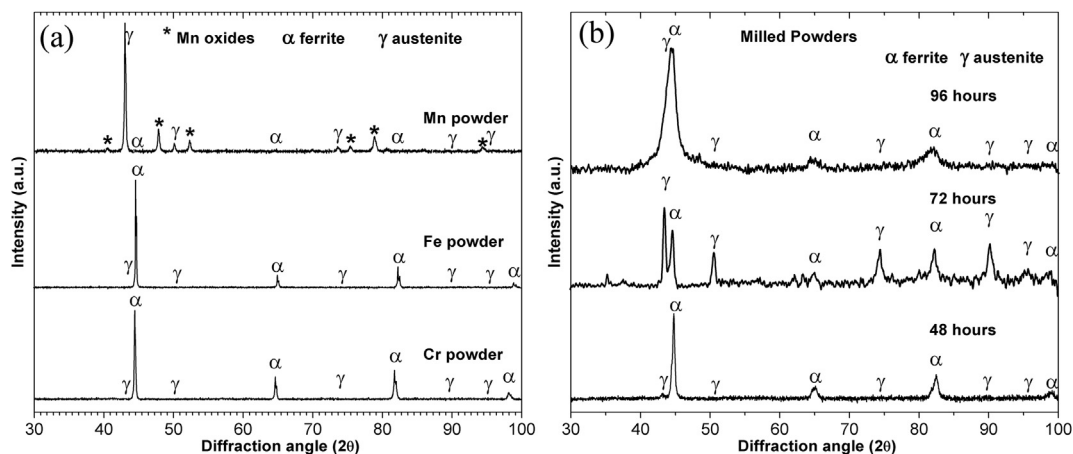 (a)
* Mn oxides α ferrite γ austenite
γ
Mn powder
* α * γ * α γ * * α γ * γ
α
Fe powder
γ γ α γ α γ γ α
α
Cr powder
γ γ α γ α γ γ α
Intensity (a.u.)
30 40 50 60 70 80 90 100
Diffraction angle (2θ)
(b)
Milled Powders
α ferrite γ austenite
96 hours
γ α γ α γ α γ γ α
72 hours
γ α γ α γ α γ γ α
48 hours
γ α γ α γ α γ γ α
Intensity (a.u.)
30 40 50 60 70 80 90 100
Diffraction angle (2θ)